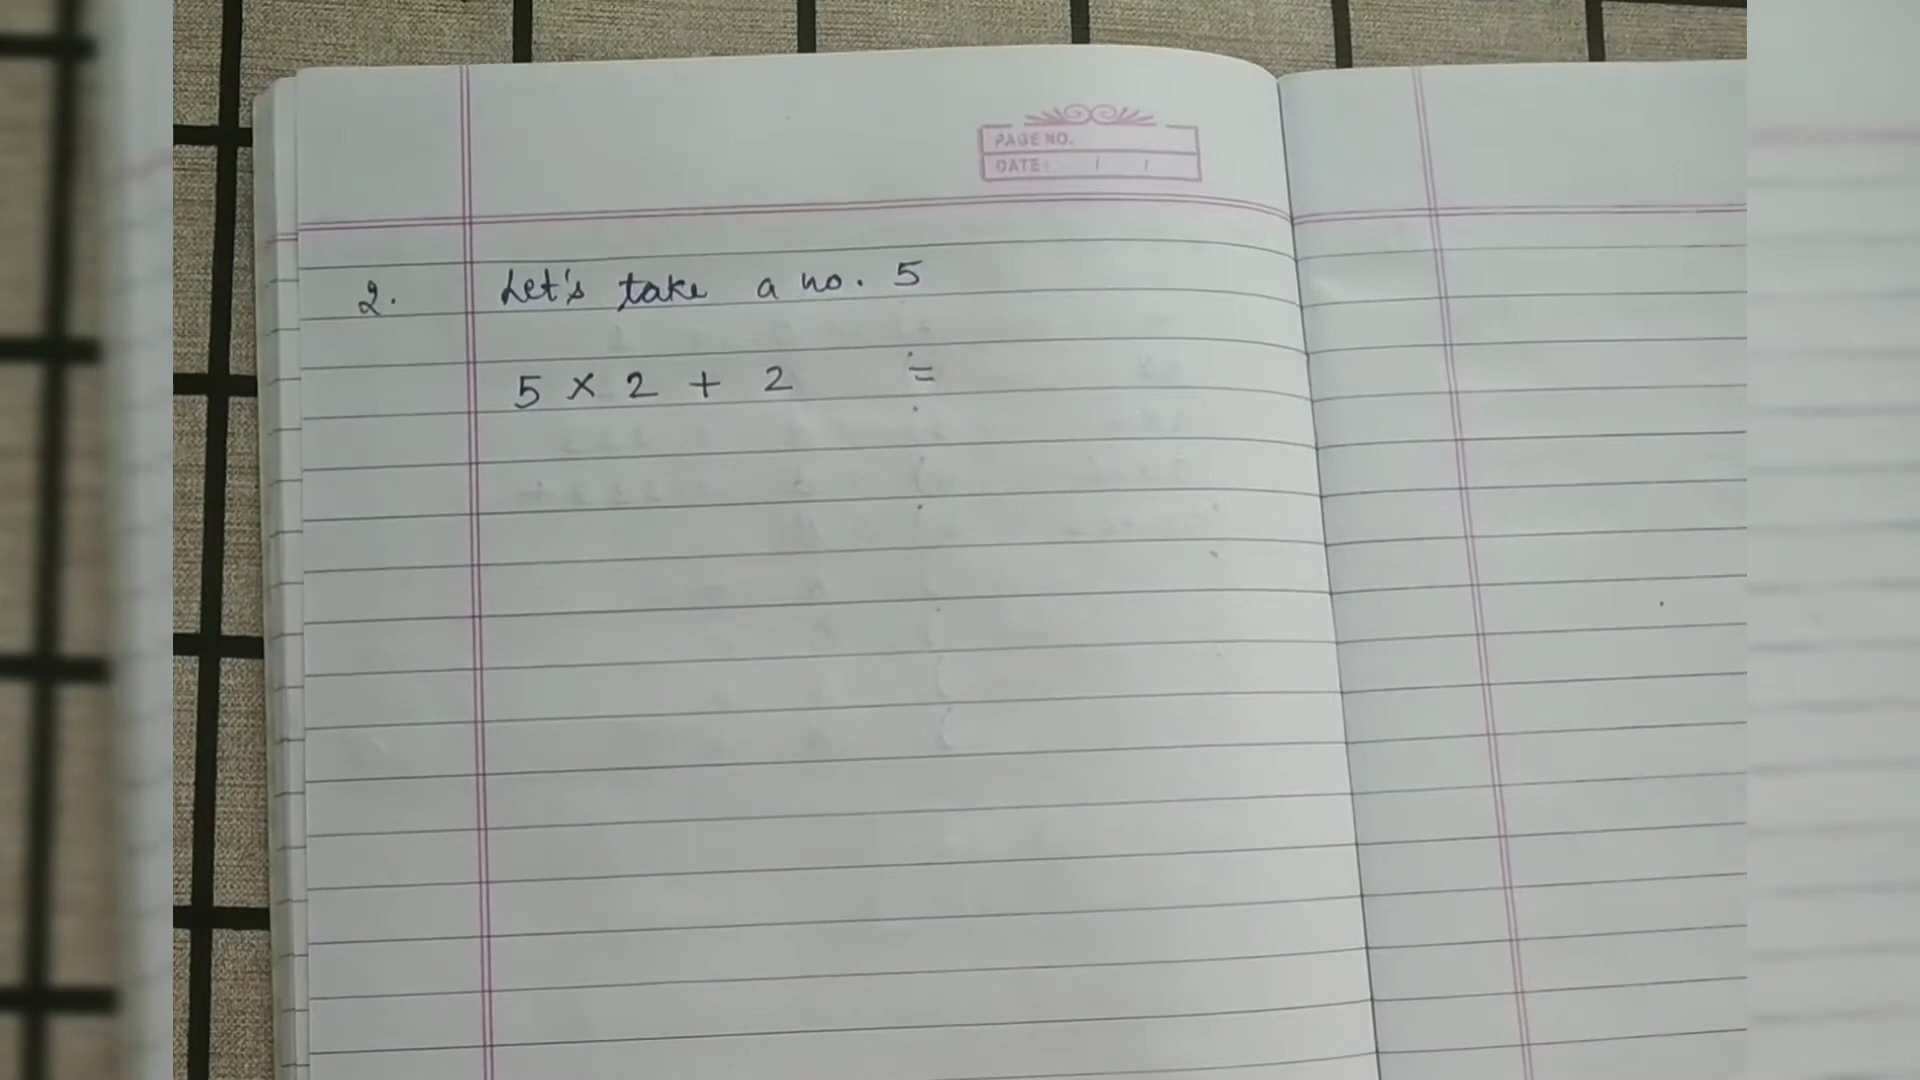 PAGE NO.
DATE: / /
2. Let's take a no. 5
5 × 2 + 2 =